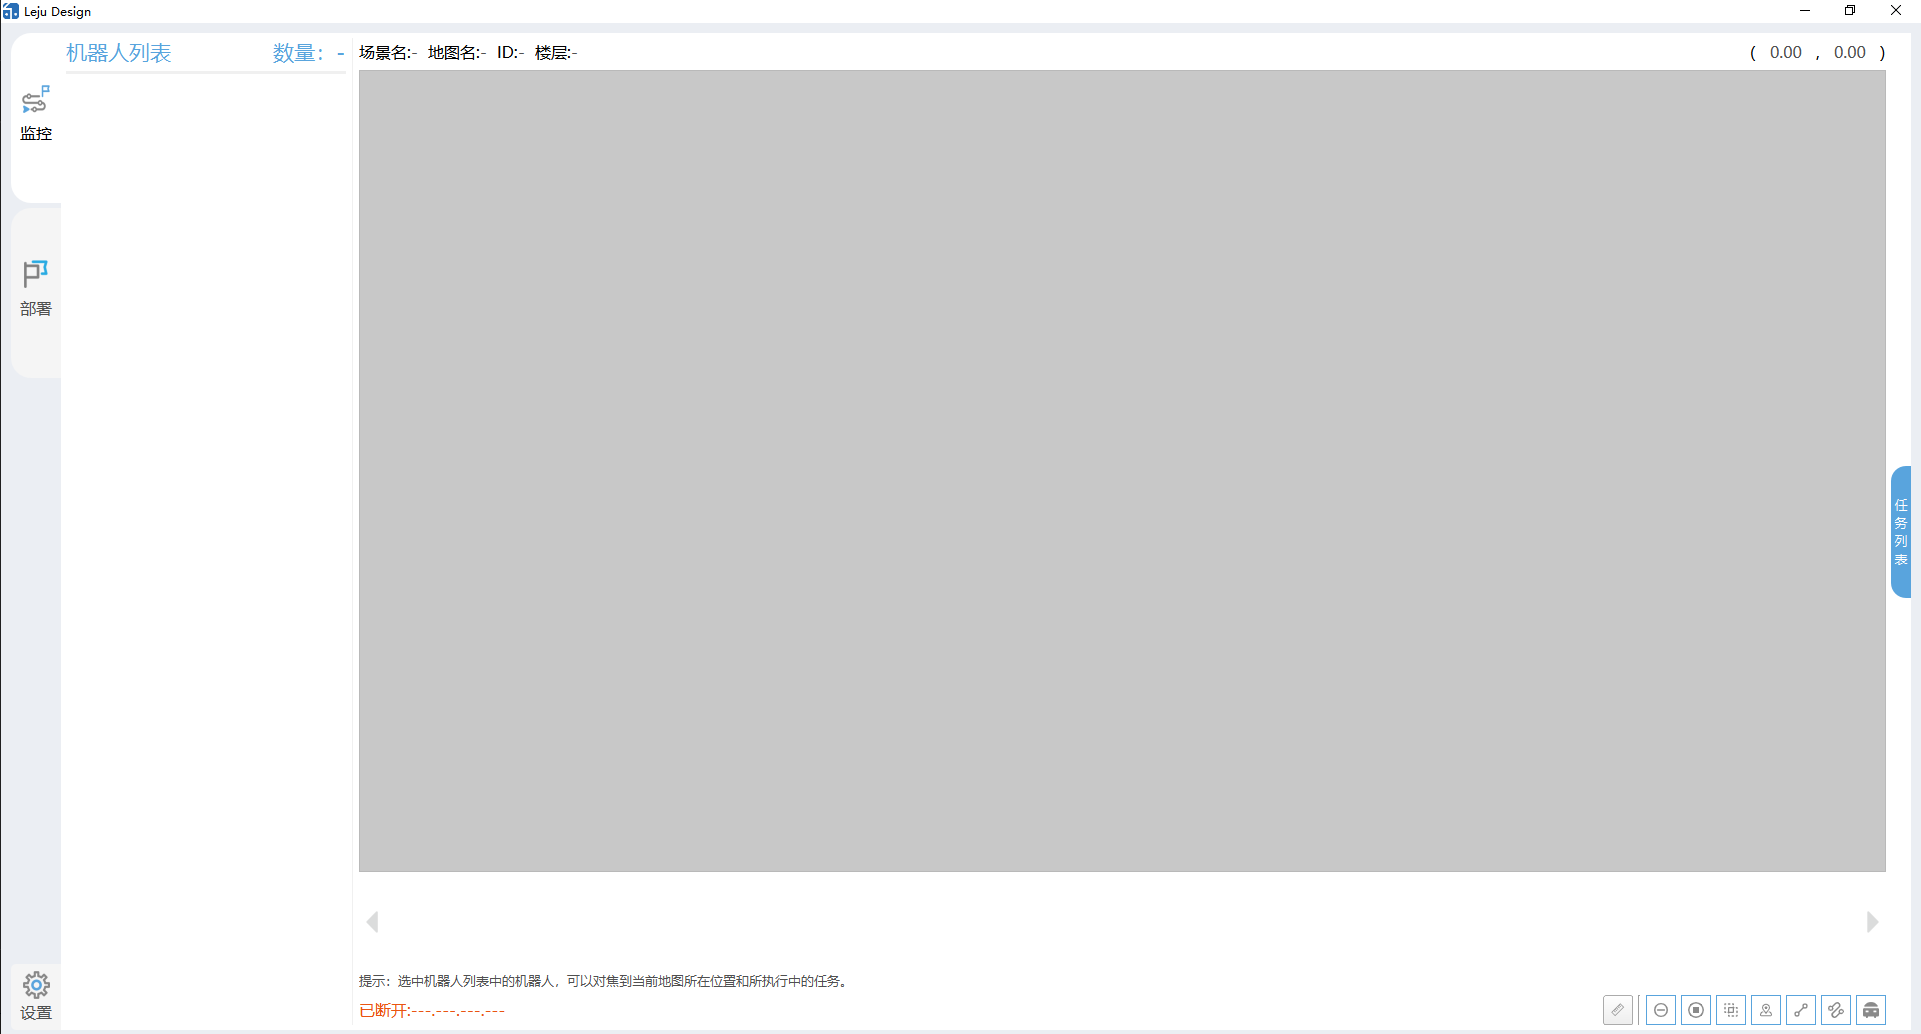 Leju Design
机器人列表 数量：-
场景名:- 地图名:- ID:- 楼层:-
( 0.00 , 0.00 )
监控
部署
任务列表
设置
提示：选中机器人列表中的机器人，可以对焦到当前地图所在位置和所执行中的任务。
已断开:---.---.---.---